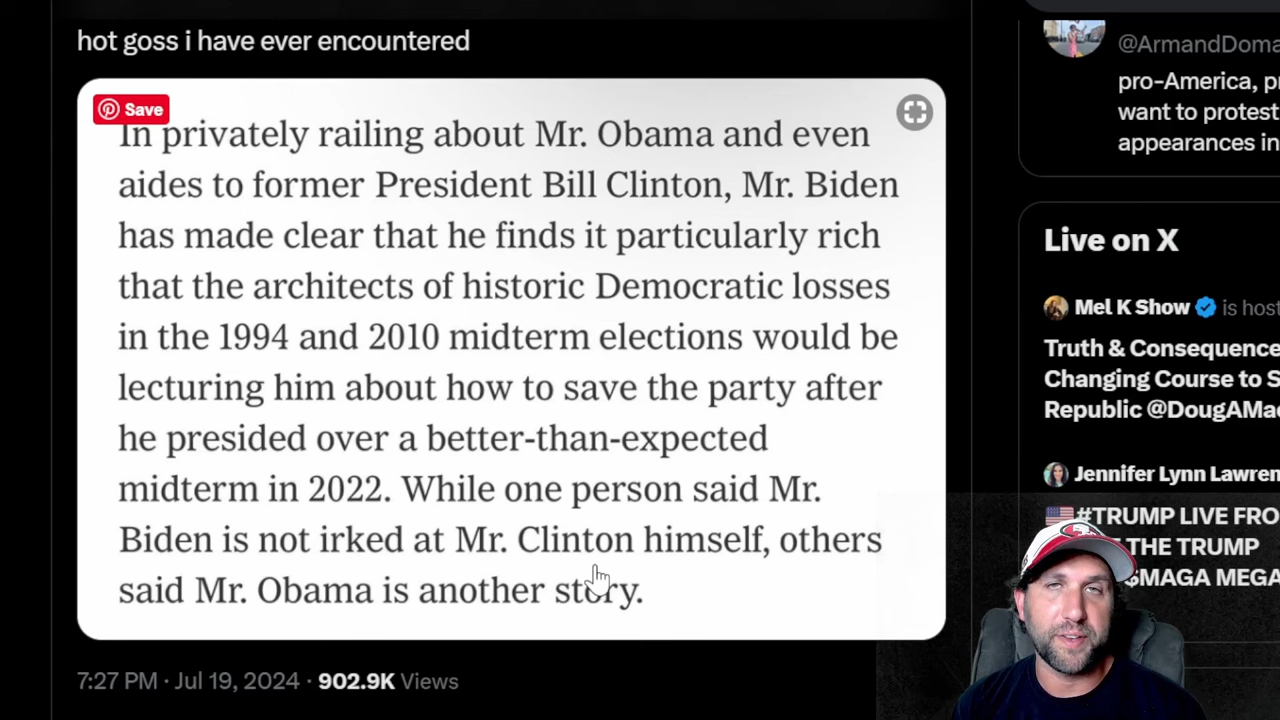 hot goss i have ever encountered
Save
In privately railing about Mr. Obama and even
aides to former President Bill Clinton, Mr. Biden
has made clear that he finds it particularly rich
that the architects of historic Democratic losses
in the 1994 and 2010 midterm elections would be
lecturing him about how to save the party after
he presided over a better-than-expected
midterm in 2022. While one person said Mr.
Biden is not irked at Mr. Clinton himself, others
said Mr. Obama is another story.
7:27 PM · Jul 19, 2024 · 902.9K Views
@ArmandDoma
pro-America, p
want to protest
appearances in
Live on X
Mel K Show is host
Truth & Consequence
Changing Course to S
Republic @DougAMa
Jennifer Lynn Lawren
#TRUMP LIVE FRO
THE TRUMP
$MAGA MEGA